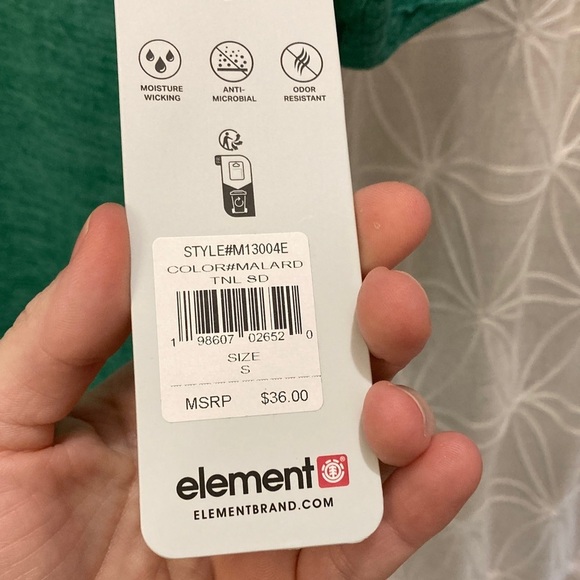 MOISTURE WICKING
ANTI-MICROBIAL
ODOR RESISTANT
STYLE#M13004E
COLOR#MALARD
TNL SD
1 98607 02652 0
SIZE
S
MSRP $36.00
element
ELEMENTBRAND.COM